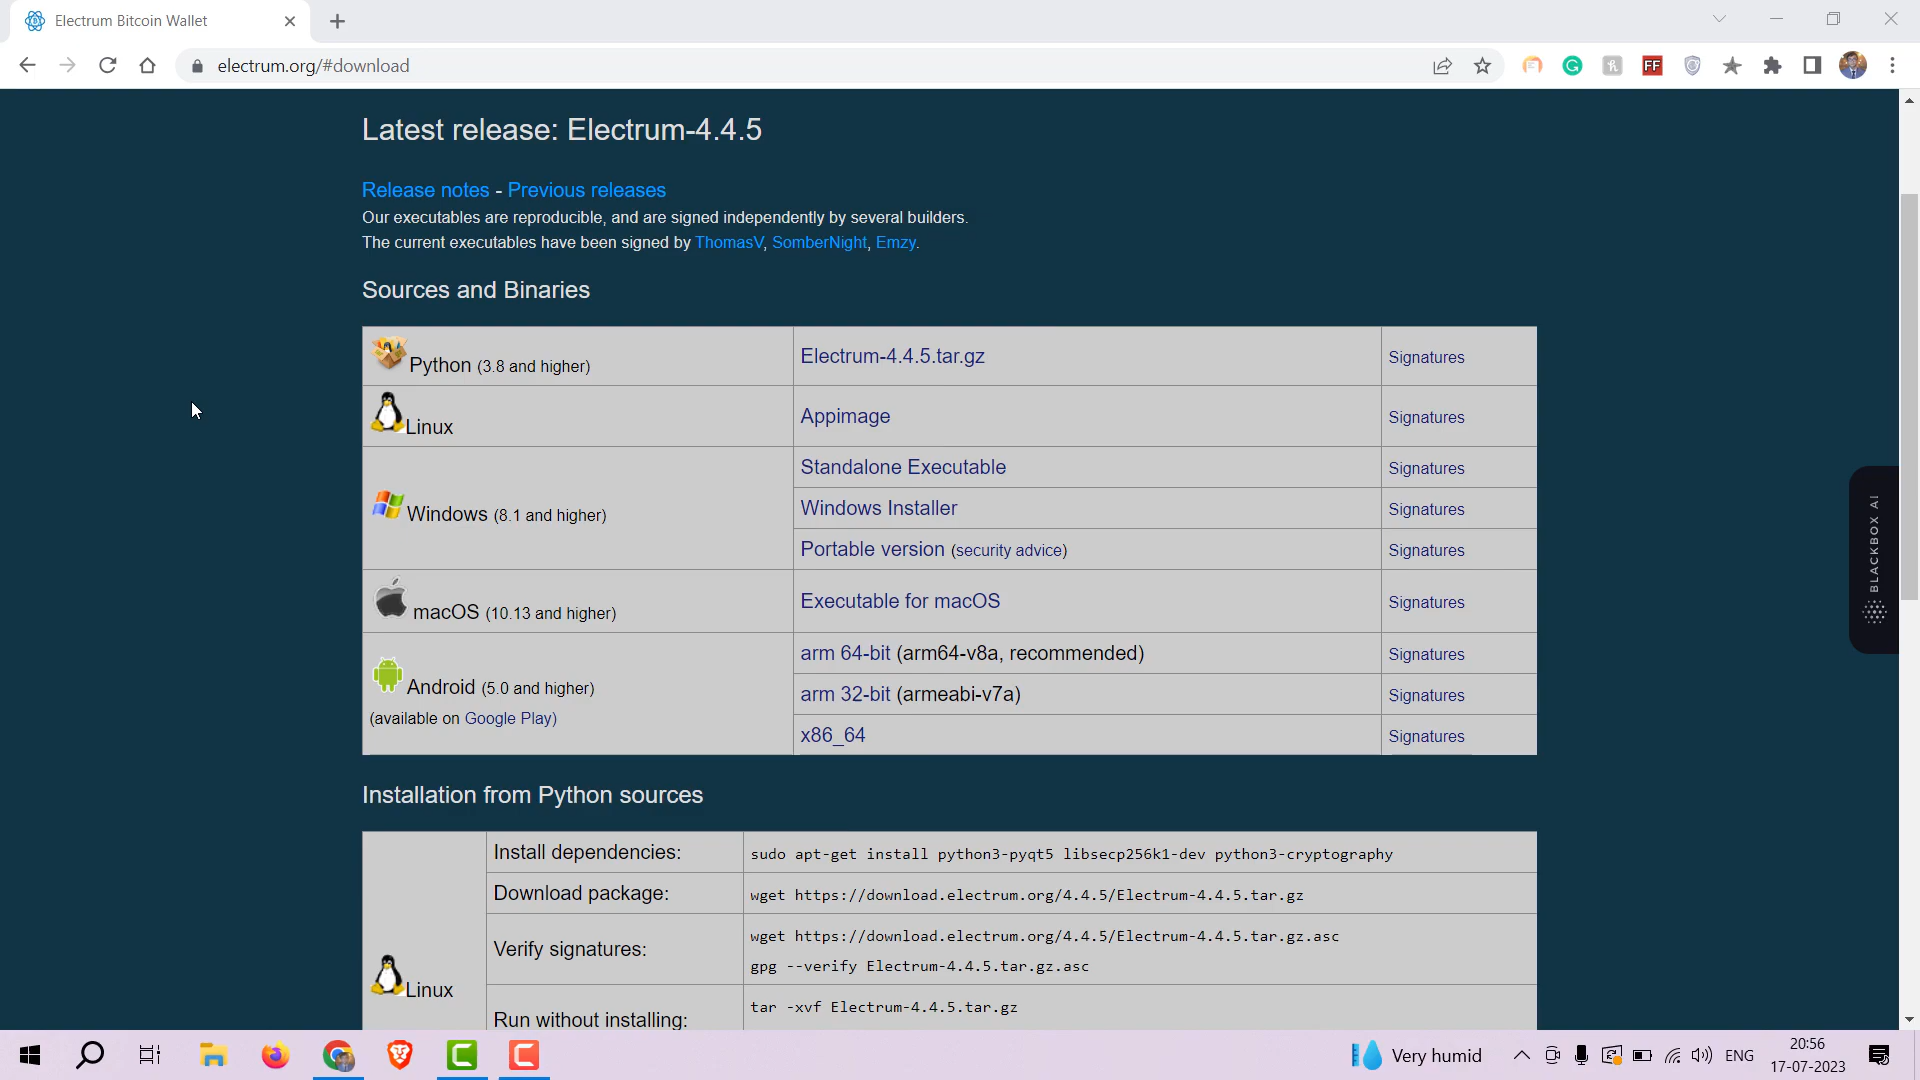 Electrum Bitcoin Wallet
electrum.org/#download
Latest release: Electrum-4.4.5
Release notes - Previous releases
Our executables are reproducible, and are signed independently by several builders.
The current executables have been signed by ThomasV, SomberNight, Emzy.
Sources and Binaries
Python (3.8 and higher) Electrum-4.4.5.tar.gz Signatures
Linux Appimage Signatures
Standalone Executable Signatures
Windows (8.1 and higher) Windows Installer Signatures
Portable version (security advice) Signatures
macOS (10.13 and higher) Executable for macOS Signatures
arm 64-bit (arm64-v8a, recommended) Signatures
Android (5.0 and higher) arm 32-bit (armeabi-v7a) Signatures
(available on Google Play)
x86_64 Signatures
BLACKBOX AI
Installation from Python sources
Install dependencies: sudo apt-get install python3-pyqt5 libsecp256k1-dev python3-cryptography
Download package: wget https://download.electrum.org/4.4.5/Electrum-4.4.5.tar.gz
Verify signatures: wget https://download.electrum.org/4.4.5/Electrum-4.4.5.tar.gz.asc
gpg --verify Electrum-4.4.5.tar.gz.asc
Linux
Run without installing: tar -xvf Electrum-4.4.5.tar.gz
Very humid
ENG
20:56
17-07-2023